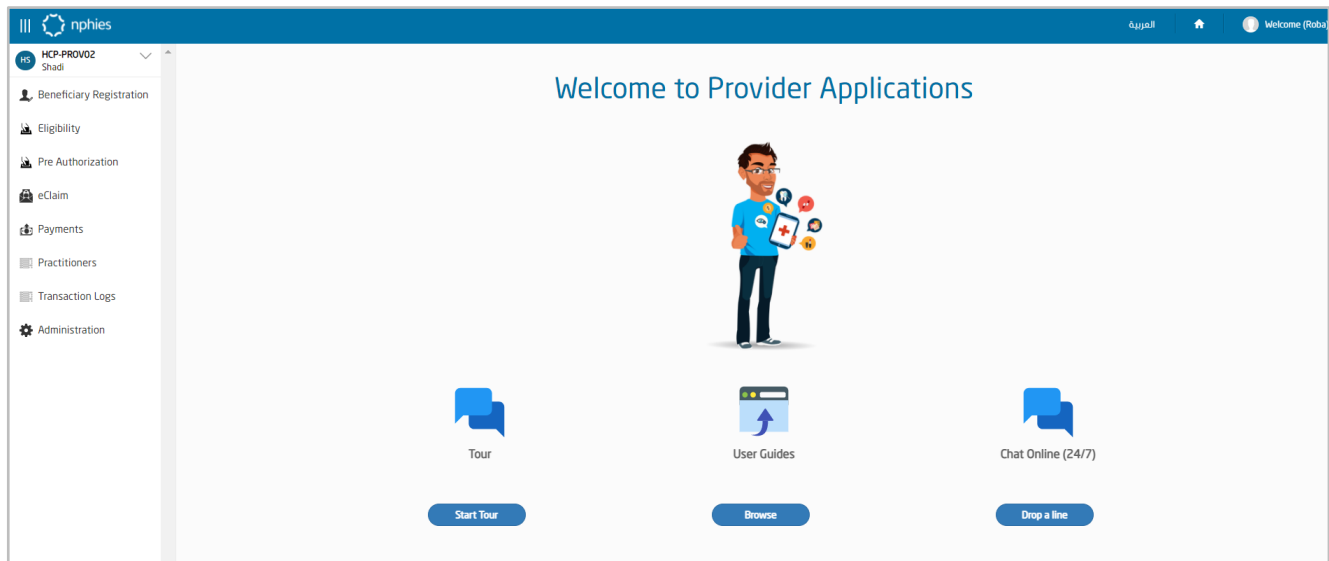 nphies
العربية
Welcome (Roba)
HS
HCP-PROV02
Shadi
Beneficiary Registration
Eligibility
Pre Authorization
eClaim
Payments
Practitioners
Transaction Logs
Administration
Welcome to Provider Applications
Tour
User Guides
Chat Online (24/7)
Start Tour
Browse
Drop a line